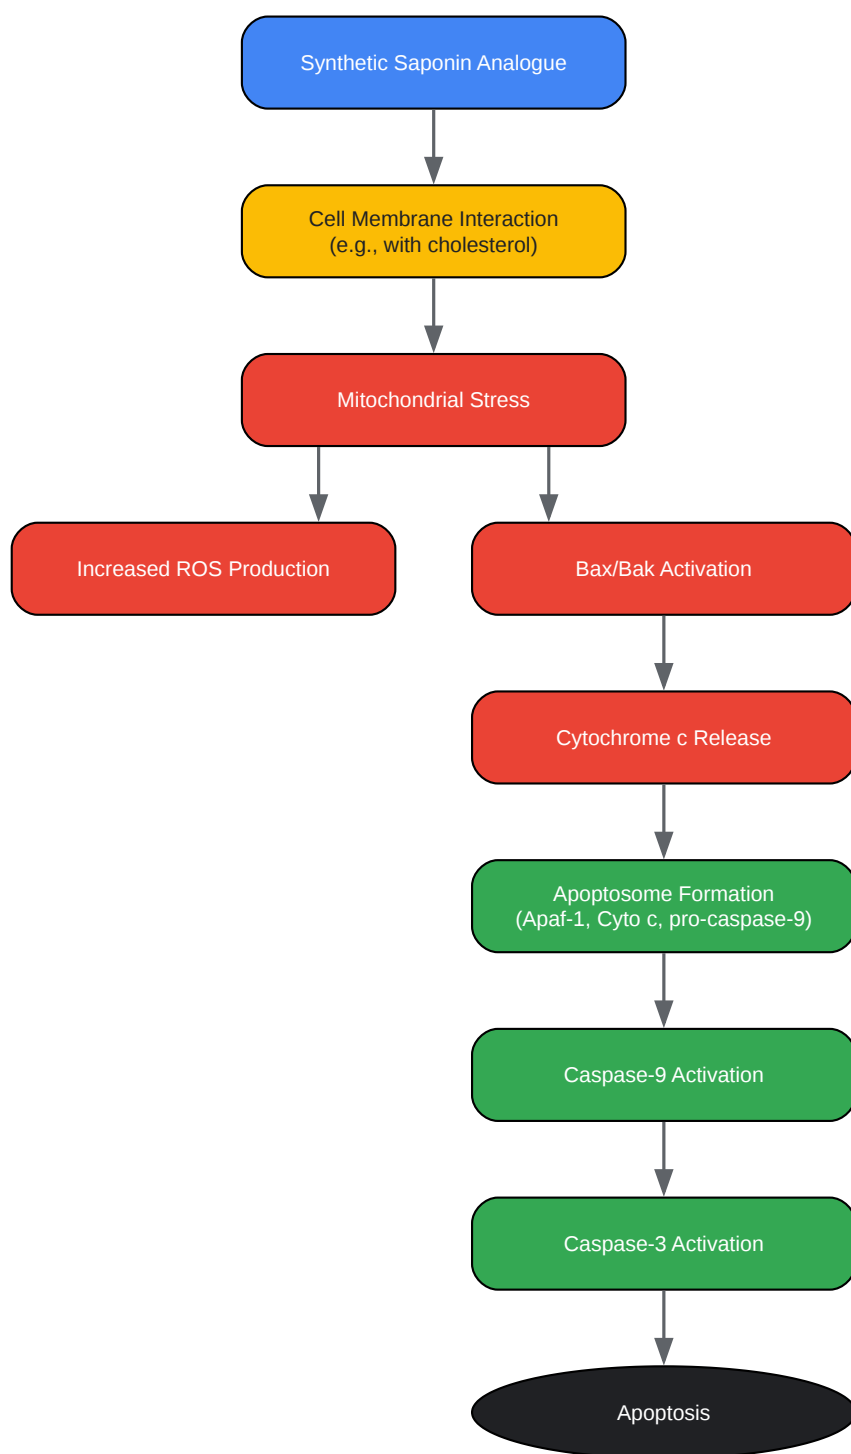 Synthetic Saponin Analogue
Cell Membrane Interaction
(e.g., with cholesterol)
Mitochondrial Stress
Increased ROS Production
Bax/Bak Activation
Cytochrome c Release
Apoptosome Formation
(Apaf-1, Cyto c, pro-caspase-9)
Caspase-9 Activation
Caspase-3 Activation
Apoptosis